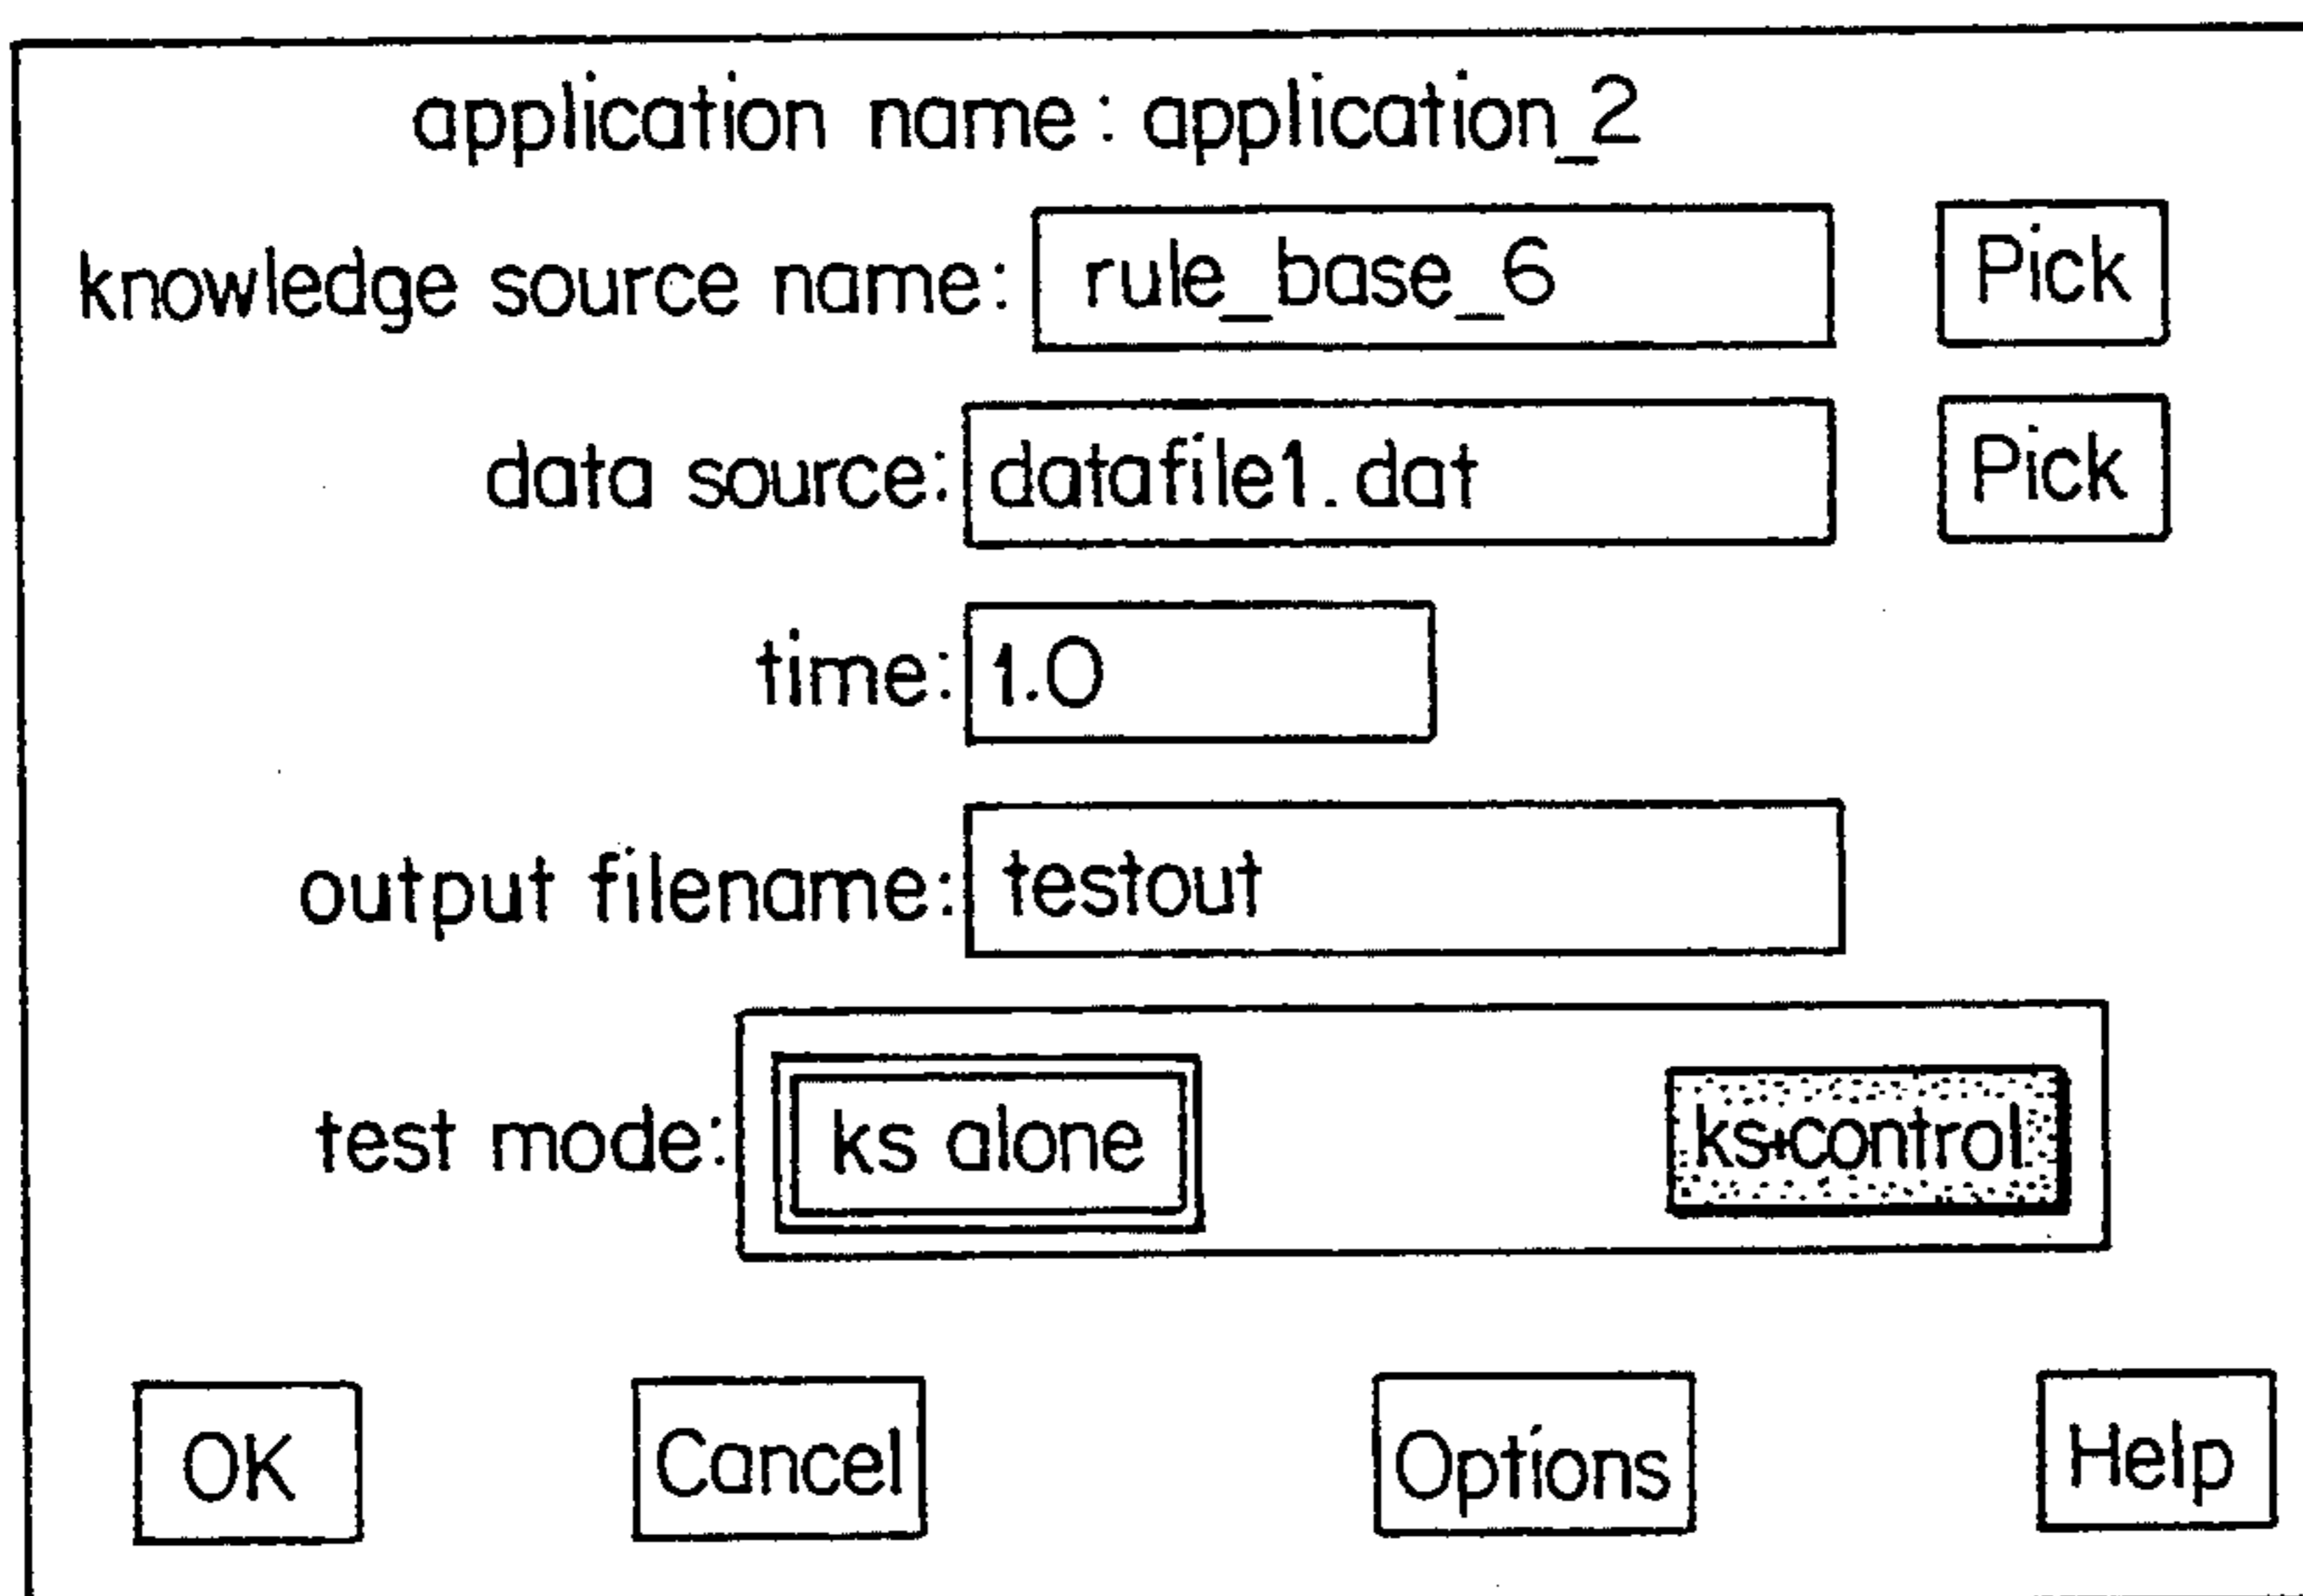 application name: application_2
knowledge source name: rule_base_6 Pick
data source: datafile1.dat Pick
time: 1.0
output filename: testout
test mode: ks alone ks+control
OK Cancel Options Help